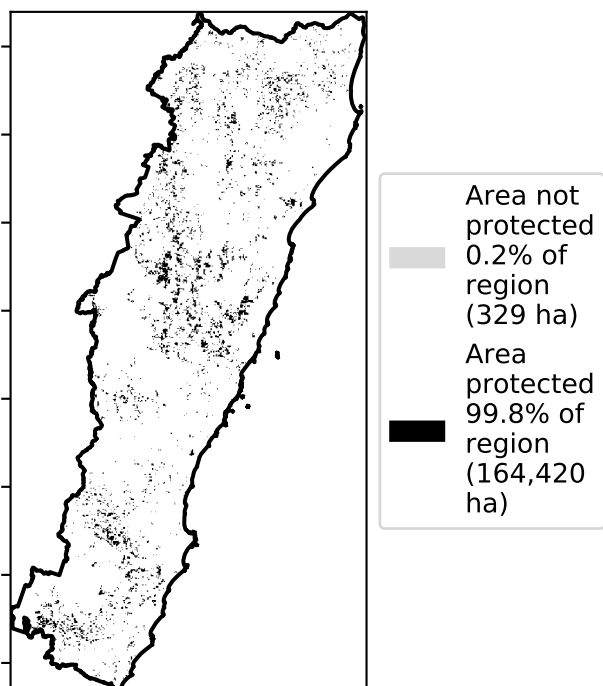 Area not
protected
0.2% of
region
(329 ha)
Area
protected
99.8% of
region
(164,420
ha)